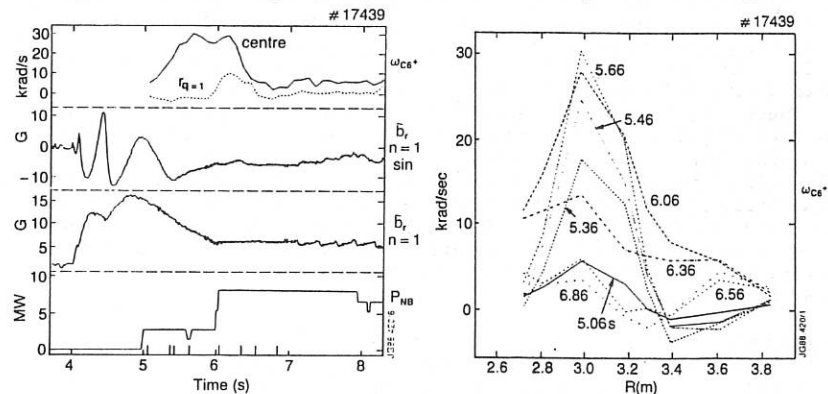 # 17439
30
20
10
0
krad/s
centre
r q = 1
ωC6+
10
0
10
G
b̃r
n = 1
sin
15
10
5
G
b̃r
n = 1
10
5
0
MW
PNB
4
5
6
7
8
Time (s)
# 17439
30
20
10
0
krad/sec
5.66
5.46
6.06
5.36
6.36
6.86
6.56
5.06s
ωC6+
JG88 420/1
2.6
2.8
3.0
3.2
3.4
3.6
3.8
R(m)